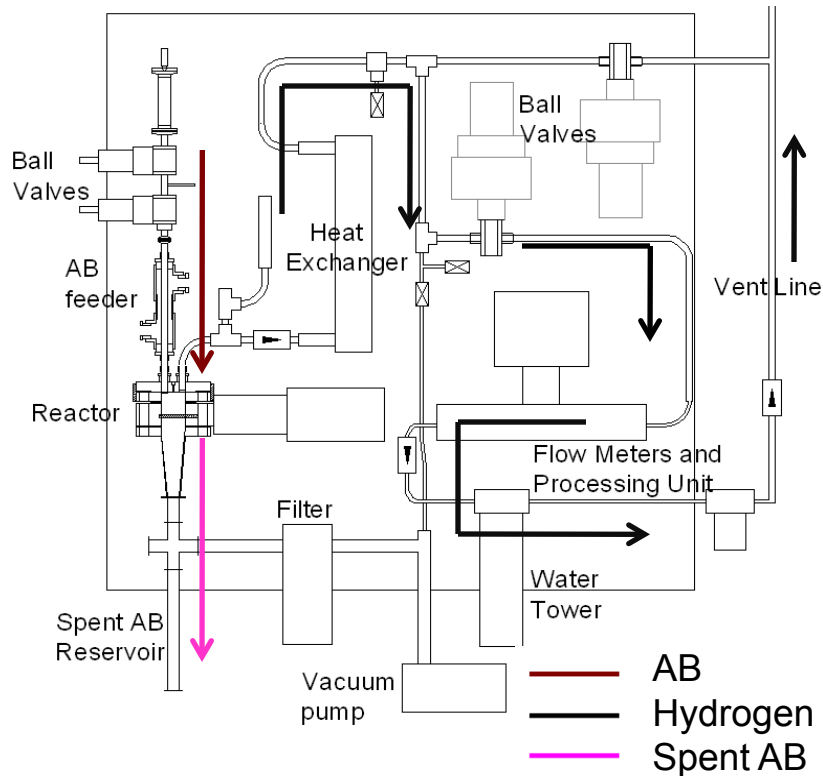 Ball
Valves
AB
feeder
Reactor
Heat
Exchanger
Ball
Valves
Vent Line
Flow Meters and
Processing Unit
Filter
Water
Tower
Spent AB
Reservoir
Vacuum
pump
AB
Hydrogen
Spent AB